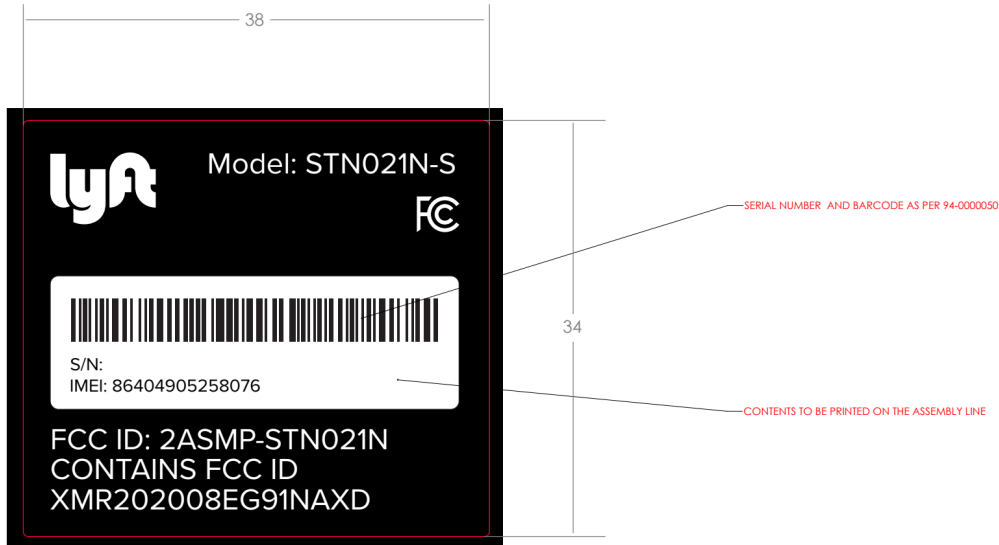 38
lyft
Model: STN021N-S
FC
SERIAL NUMBER  AND BARCODE AS PER 94-0000050
34
S/N:
IMEI: 86404905258076
CONTENTS TO BE PRINTED ON THE ASSEMBLY LINE
FCC ID: 2ASMP-STN021N
CONTAINS FCC ID
XMR202008EG91NAXD